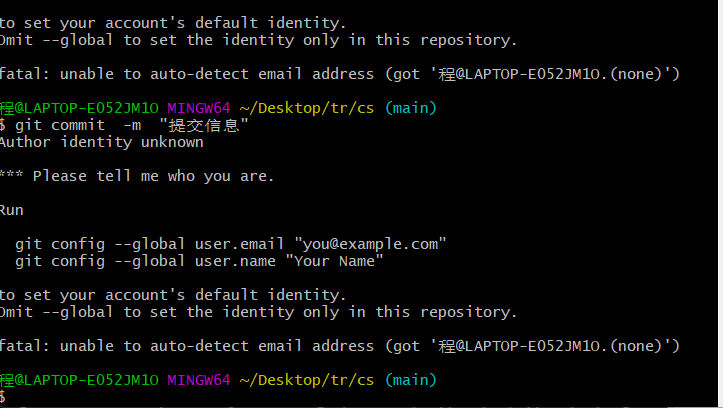 to set your account's default identity.
Omit --global to set the identity only in this repository.
fatal: unable to auto-detect email address (got '程@LAPTOP-E052JM1O.(none)')
程@LAPTOP-E052JM1O MINGW64 ~/Desktop/tr/cs (main)
$ git commit  -m  "提交信息"
Author identity unknown
*** Please tell me who you are.
Run
  git config --global user.email "you@example.com"
  git config --global user.name "Your Name"
to set your account's default identity.
Omit --global to set the identity only in this repository.
fatal: unable to auto-detect email address (got '程@LAPTOP-E052JM1O.(none)')
程@LAPTOP-E052JM1O MINGW64 ~/Desktop/tr/cs (main)
$